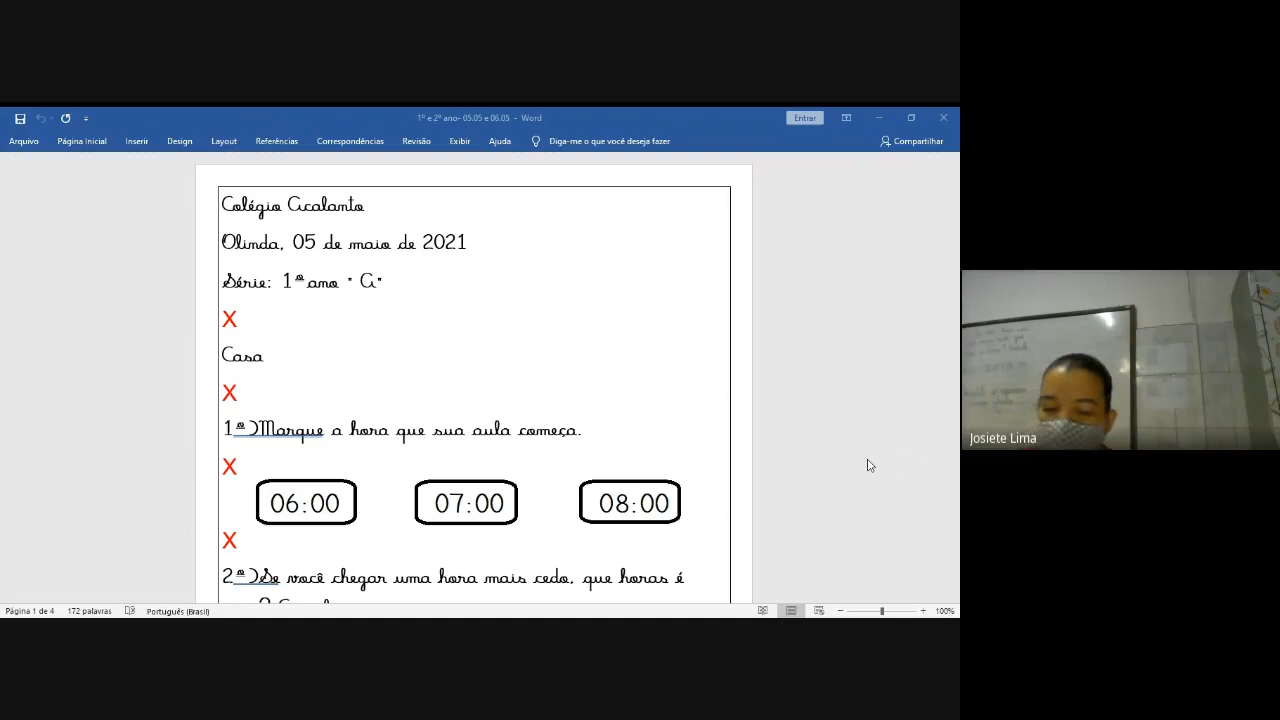 1º e 2º ano- 05.05 e 06.05 - Word
Entrar
Arquivo Página Inicial Inserir Design Layout Referências Correspondências Revisão Exibir Ajuda Diga-me o que você deseja fazer Compartilhar
Colégio Acalanto
Olinda, 05 de maio de 2021
Série: 1º ano " A"
X
Casa
X
1º)Marque a hora que sua aula começa.
X
06:00 07:00 08:00
X
2º)Se você chegar uma hora mais cedo, que horas é
Página 1 de 4 172 palavras Português (Brasil) 100%
Josiete Lima